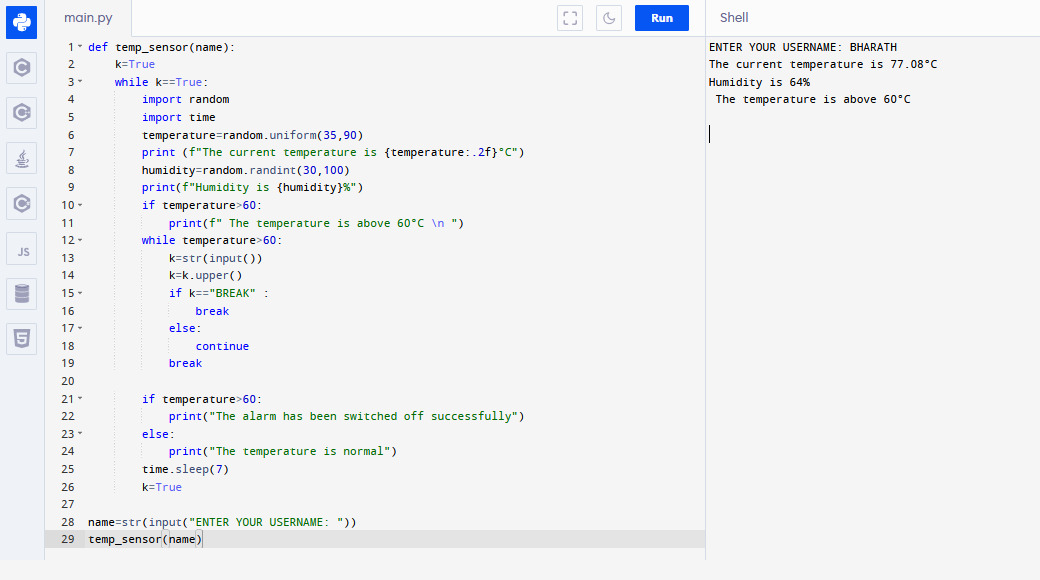 main.py
Run
Shell
1 def temp_sensor(name):
2 k=True
3 while k==True:
4 import random
5 import time
6 temperature=random.uniform(35,90)
7 print (f"The current temperature is {temperature:.2f}°C")
8 humidity=random.randint(30,100)
9 print(f"Humidity is {humidity}%")
10 if temperature>60:
11 print(f" The temperature is above 60°C \n ")
12 while temperature>60:
13 k=str(input())
14 k=k.upper()
15 if k=="BREAK" :
16 break
17 else:
18 continue
19 break
20
21 if temperature>60:
22 print("The alarm has been switched off successfully")
23 else:
24 print("The temperature is normal")
25 time.sleep(7)
26 k=True
27
28 name=str(input("ENTER YOUR USERNAME: "))
29 temp_sensor(name)
ENTER YOUR USERNAME: BHARATH
The current temperature is 77.08°C
Humidity is 64%
The temperature is above 60°C
JS